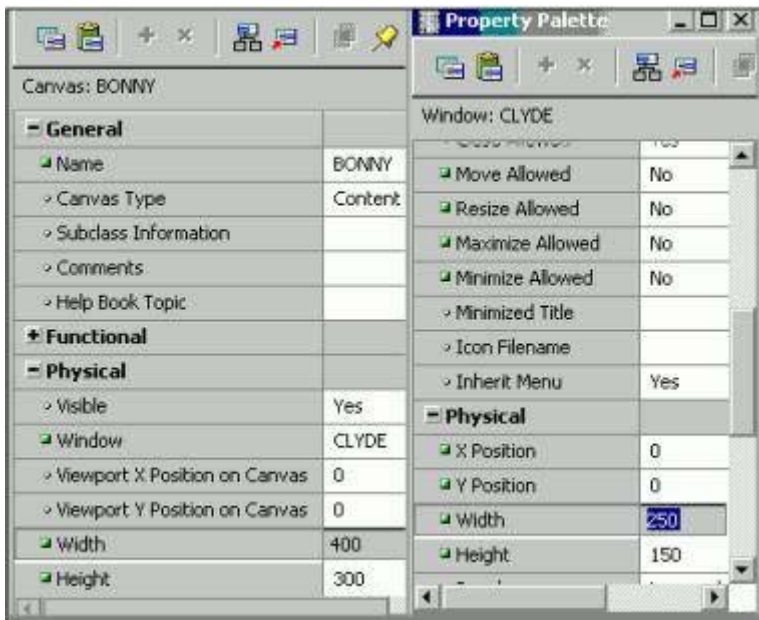 Canvas: BONNY
General
Name BONNY
Canvas Type Content
Subclass Information
Comments
Help Book Topic
Functional
Physical
Visible Yes
Window CLYDE
Viewport X Position on Canvas 0
Viewport Y Position on Canvas 0
Width 400
Height 300
Property Palette
Window: CLYDE
Move Allowed No
Resize Allowed No
Maximize Allowed No
Minimize Allowed No
Minimized Title
Icon Filename
Inherit Menu Yes
Physical
X Position 0
Y Position 0
Width 250
Height 150